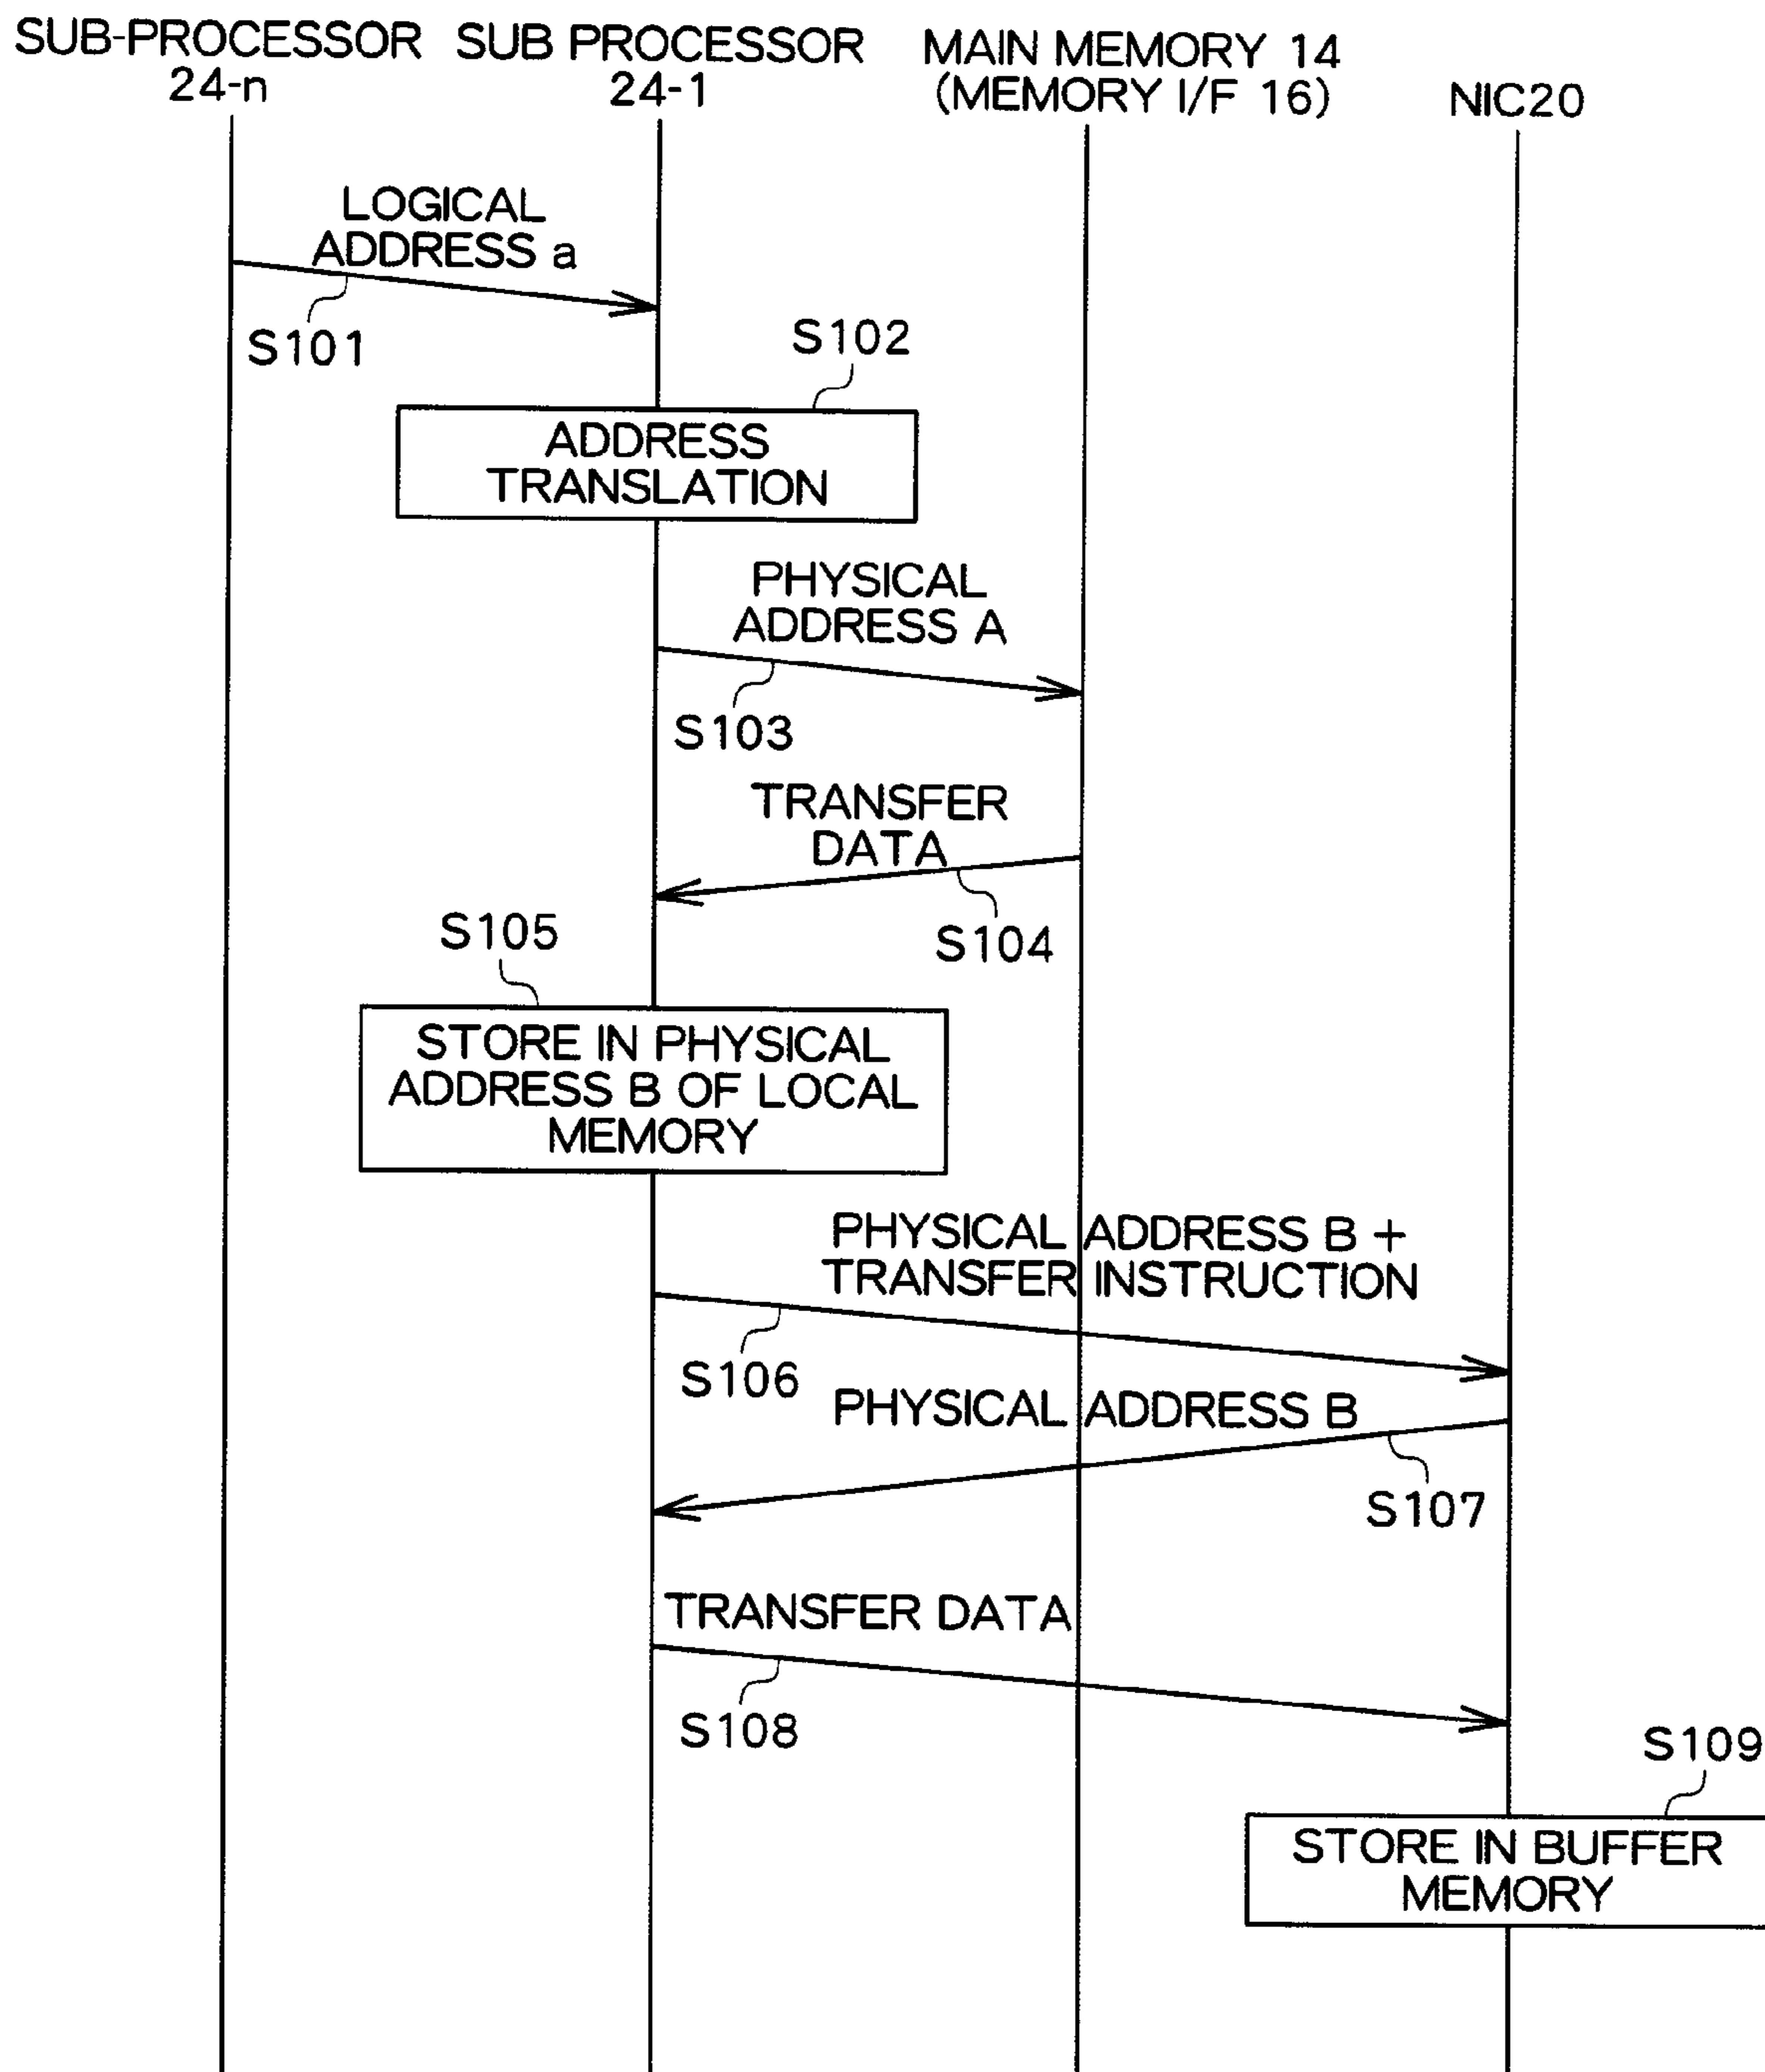 SUB-PROCESSOR
24-n
SUB PROCESSOR
24-1
MAIN MEMORY 14
(MEMORY I/F 16)
NIC20
LOGICAL
ADDRESS a
S101
S102
ADDRESS
TRANSLATION
PHYSICAL
ADDRESS A
S103
TRANSFER
DATA
S104
S105
STORE IN PHYSICAL
ADDRESS B OF LOCAL
MEMORY
PHYSICAL ADDRESS B +
TRANSFER INSTRUCTION
S106
PHYSICAL ADDRESS B
S107
TRANSFER DATA
S108
S109
STORE IN BUFFER
MEMORY